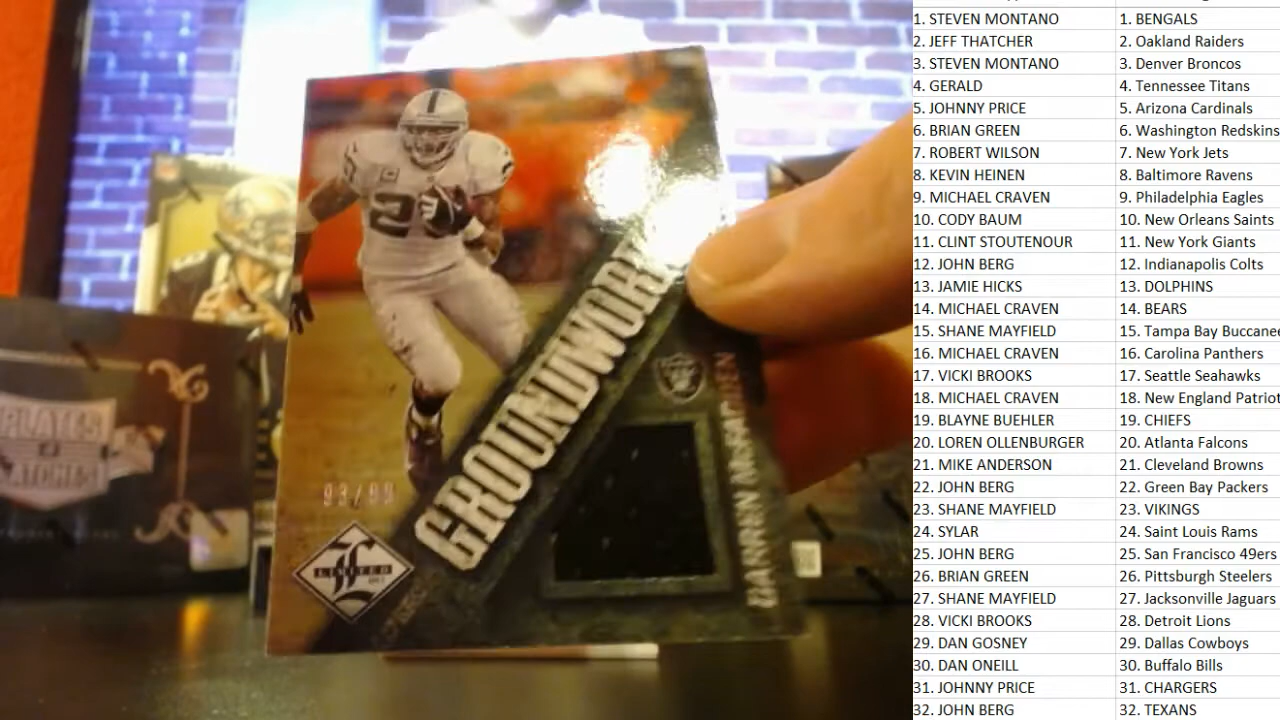 PLATES
PATCHES
2
GROUNDWORK
93/99
LIMITED
DARREN McFADDEN
1. STEVEN MONTANO 1. BENGALS
2. JEFF THATCHER 2. Oakland Raiders
3. STEVEN MONTANO 3. Denver Broncos
4. GERALD 4. Tennessee Titans
5. JOHNNY PRICE 5. Arizona Cardinals
6. BRIAN GREEN 6. Washington Redskins
7. ROBERT WILSON 7. New York Jets
8. KEVIN HEINEN 8. Baltimore Ravens
9. MICHAEL CRAVEN 9. Philadelphia Eagles
10. CODY BAUM 10. New Orleans Saints
11. CLINT STOUTENOUR 11. New York Giants
12. JOHN BERG 12. Indianapolis Colts
13. JAMIE HICKS 13. DOLPHINS
14. MICHAEL CRAVEN 14. BEARS
15. SHANE MAYFIELD 15. Tampa Bay Buccanee
16. MICHAEL CRAVEN 16. Carolina Panthers
17. VICKI BROOKS 17. Seattle Seahawks
18. MICHAEL CRAVEN 18. New England Patriot
19. BLAYNE BUEHLER 19. CHIEFS
20. LOREN OLLENBURGER 20. Atlanta Falcons
21. MIKE ANDERSON 21. Cleveland Browns
22. JOHN BERG 22. Green Bay Packers
23. SHANE MAYFIELD 23. VIKINGS
24. SYLAR 24. Saint Louis Rams
25. JOHN BERG 25. San Francisco 49ers
26. BRIAN GREEN 26. Pittsburgh Steelers
27. SHANE MAYFIELD 27. Jacksonville Jaguars
28. VICKI BROOKS 28. Detroit Lions
29. DAN GOSNEY 29. Dallas Cowboys
30. DAN ONEILL 30. Buffalo Bills
31. JOHNNY PRICE 31. CHARGERS
32. JOHN BERG 32. TEXANS